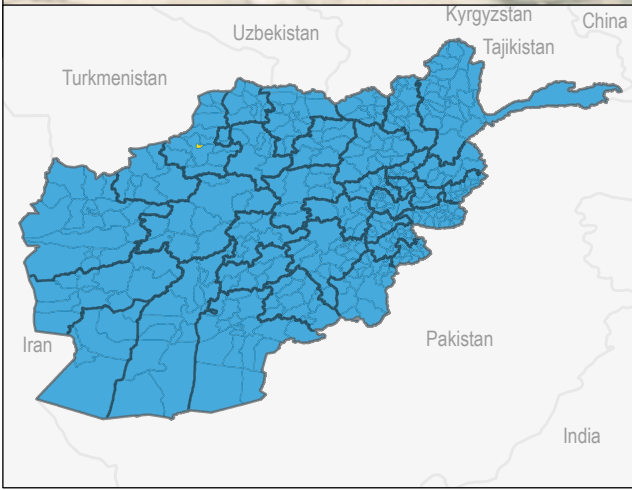 Kyrgyzstan
China
Uzbekistan
Tajikistan
Turkmenistan
Iran
Pakistan
India